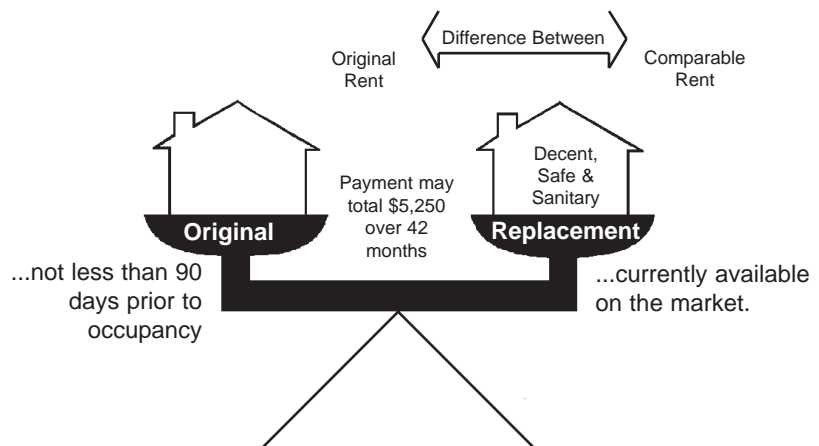 Difference Between
Original
Rent
Comparable
Rent
Decent,
Safe &
Sanitary
Payment may
total $5,250
over 42
months
Original
Replacement
...not less than 90
days prior to
occupancy
...currently available
on the market.